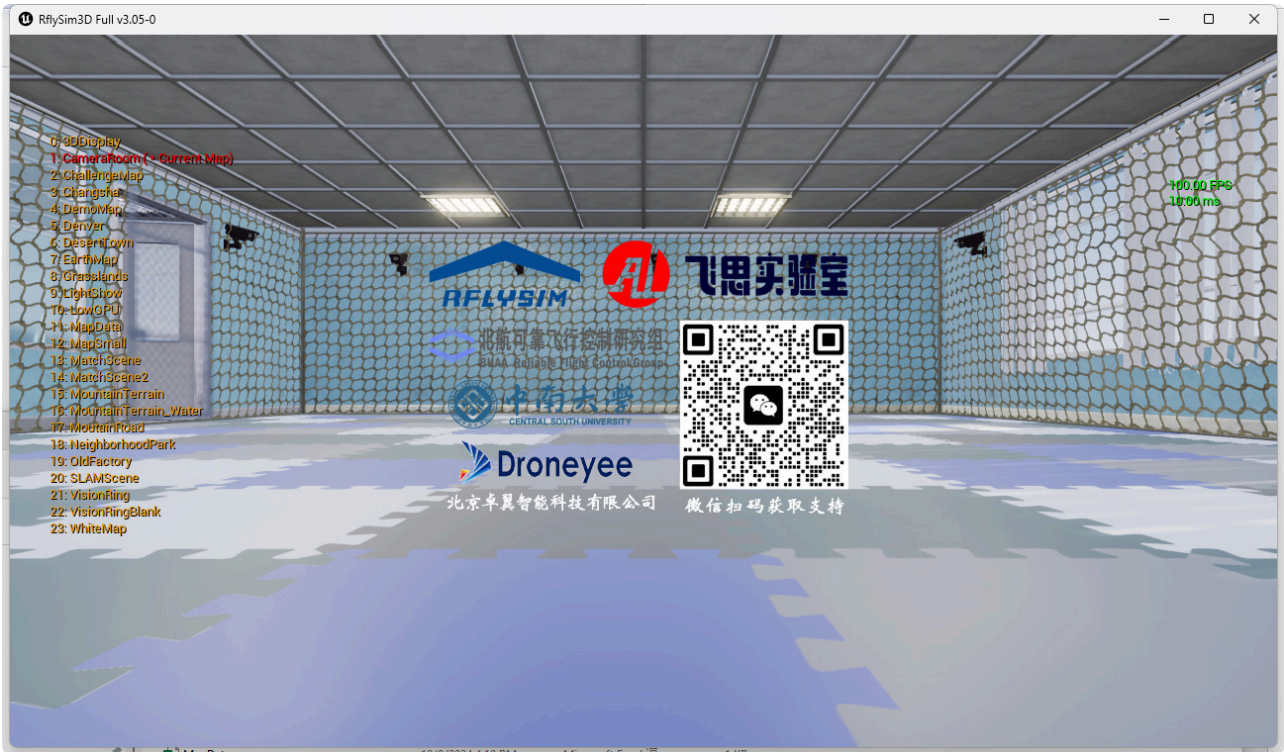 RflySim3D Full v3.05-0
0: 3DDisplay
1: CameraRoom ( * Current Map)
2: ChallengeMap
3: Changsha
4: DemoMap
5: DenVer
6: DesertTown
7: EarthMap
8: Grasslands
9: LightShow
10: LowGPU
11: MapData
12: MapSmall
13: MatchScene
14: MatchScene2
15: MountainTerrain
16: MountainTerrain_Water
17: MoutainRoad
18: NeighborhoodPark
19: OldFactory
20: SLAMScene
21: VisionRing
22: VisionRingBlank
23: WhiteMap
100.00 FPS
10.00 ms
RFLYSIM
飞思实验室
北航可靠飞行控制研究组
BUAA Reliable Flight Control Group
中南大学
CENTRAL SOUTH UNIVERSITY
Droneyee
北京卓翼智能科技有限公司
微信扫码获取支持